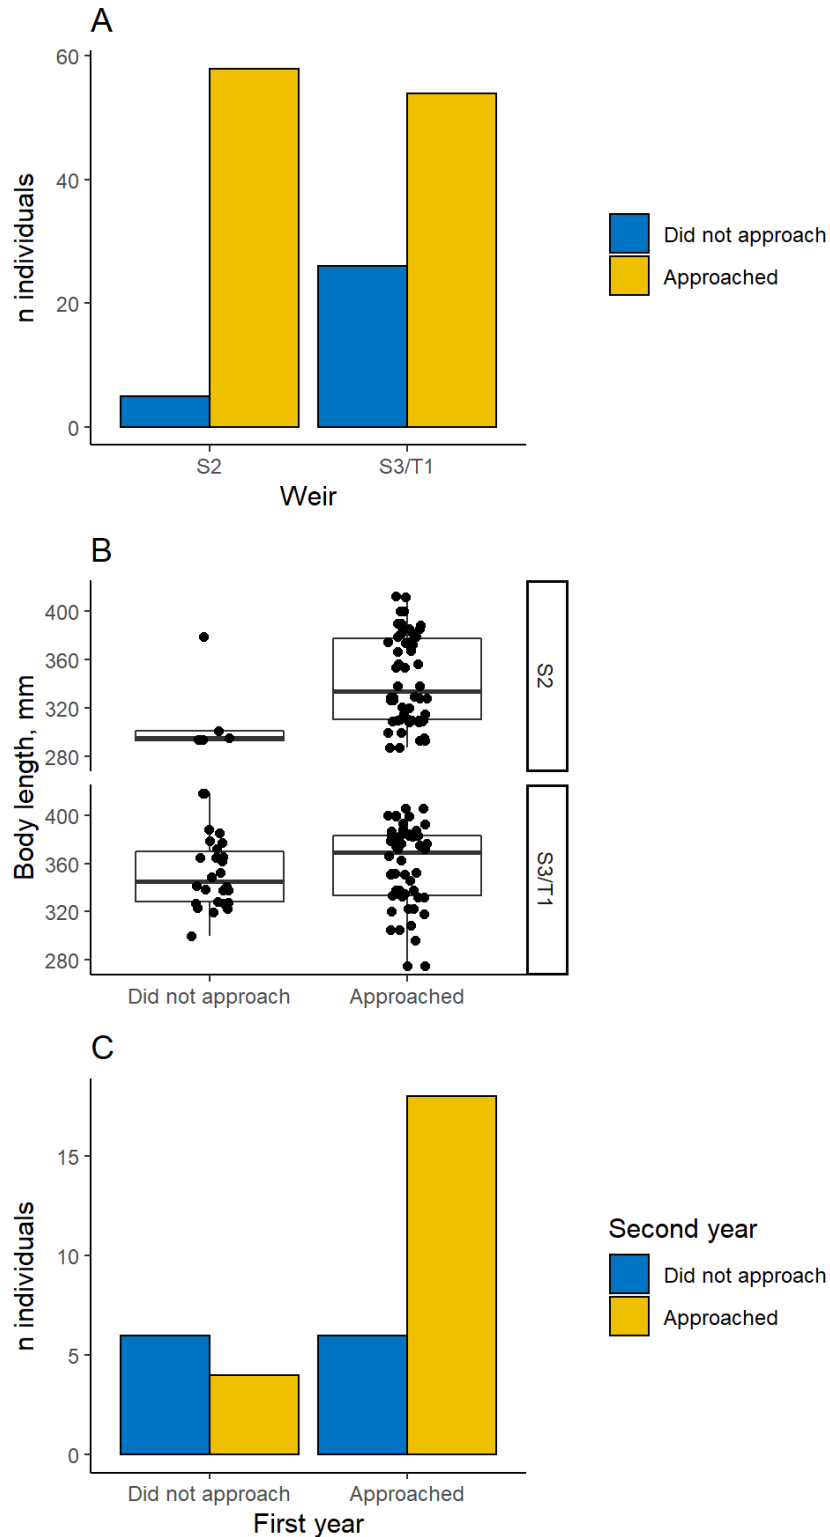 A
60
40
20
0
n individuals
S2 S3/T1
Weir
Did not approach
Approached
B
400
360
320
280
S2
400
360
320
280
S3/T1
Body length, mm
Did not approach Approached
C
15
10
5
0
n individuals
Did not approach Approached
First year
Second year
Did not approach
Approached